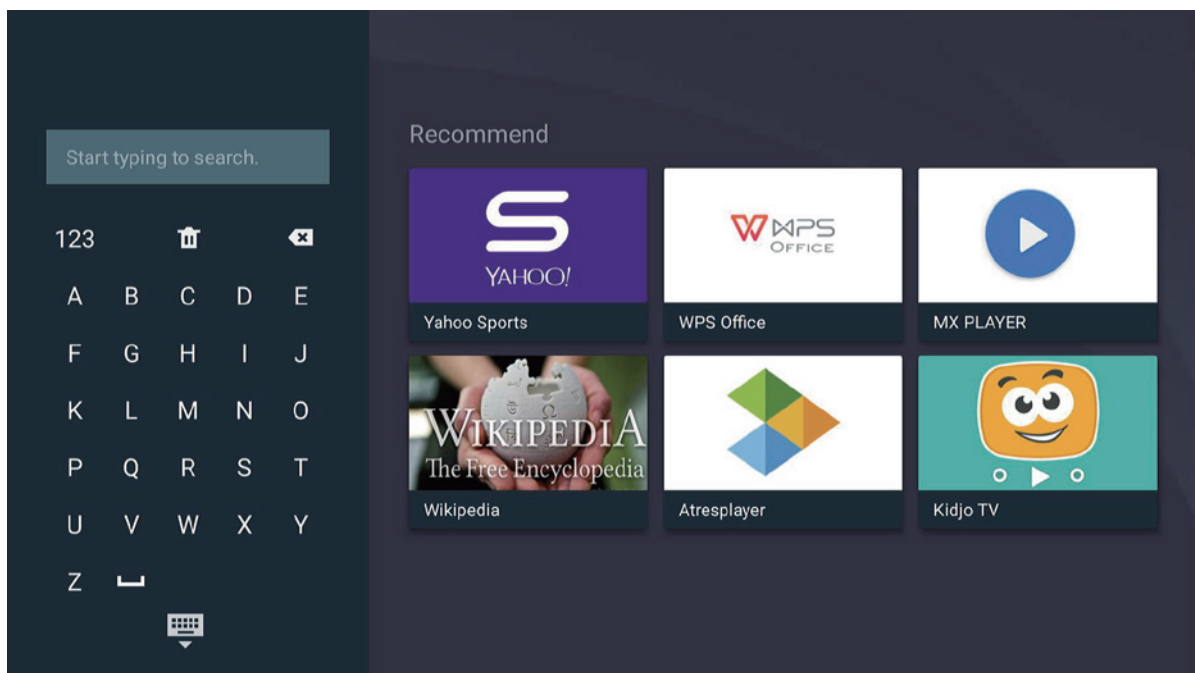 Start typing to search.
123
A B C D E
F G H I J
K L M N O
P Q R S T
U V W X Y
Z
Recommend
YAHOO!
WPS
OFFICE
Yahoo Sports
WPS Office
MX PLAYER
WIKIPEDIA
The Free Encyclopedia
Wikipedia
Atresplayer
Kidjo TV